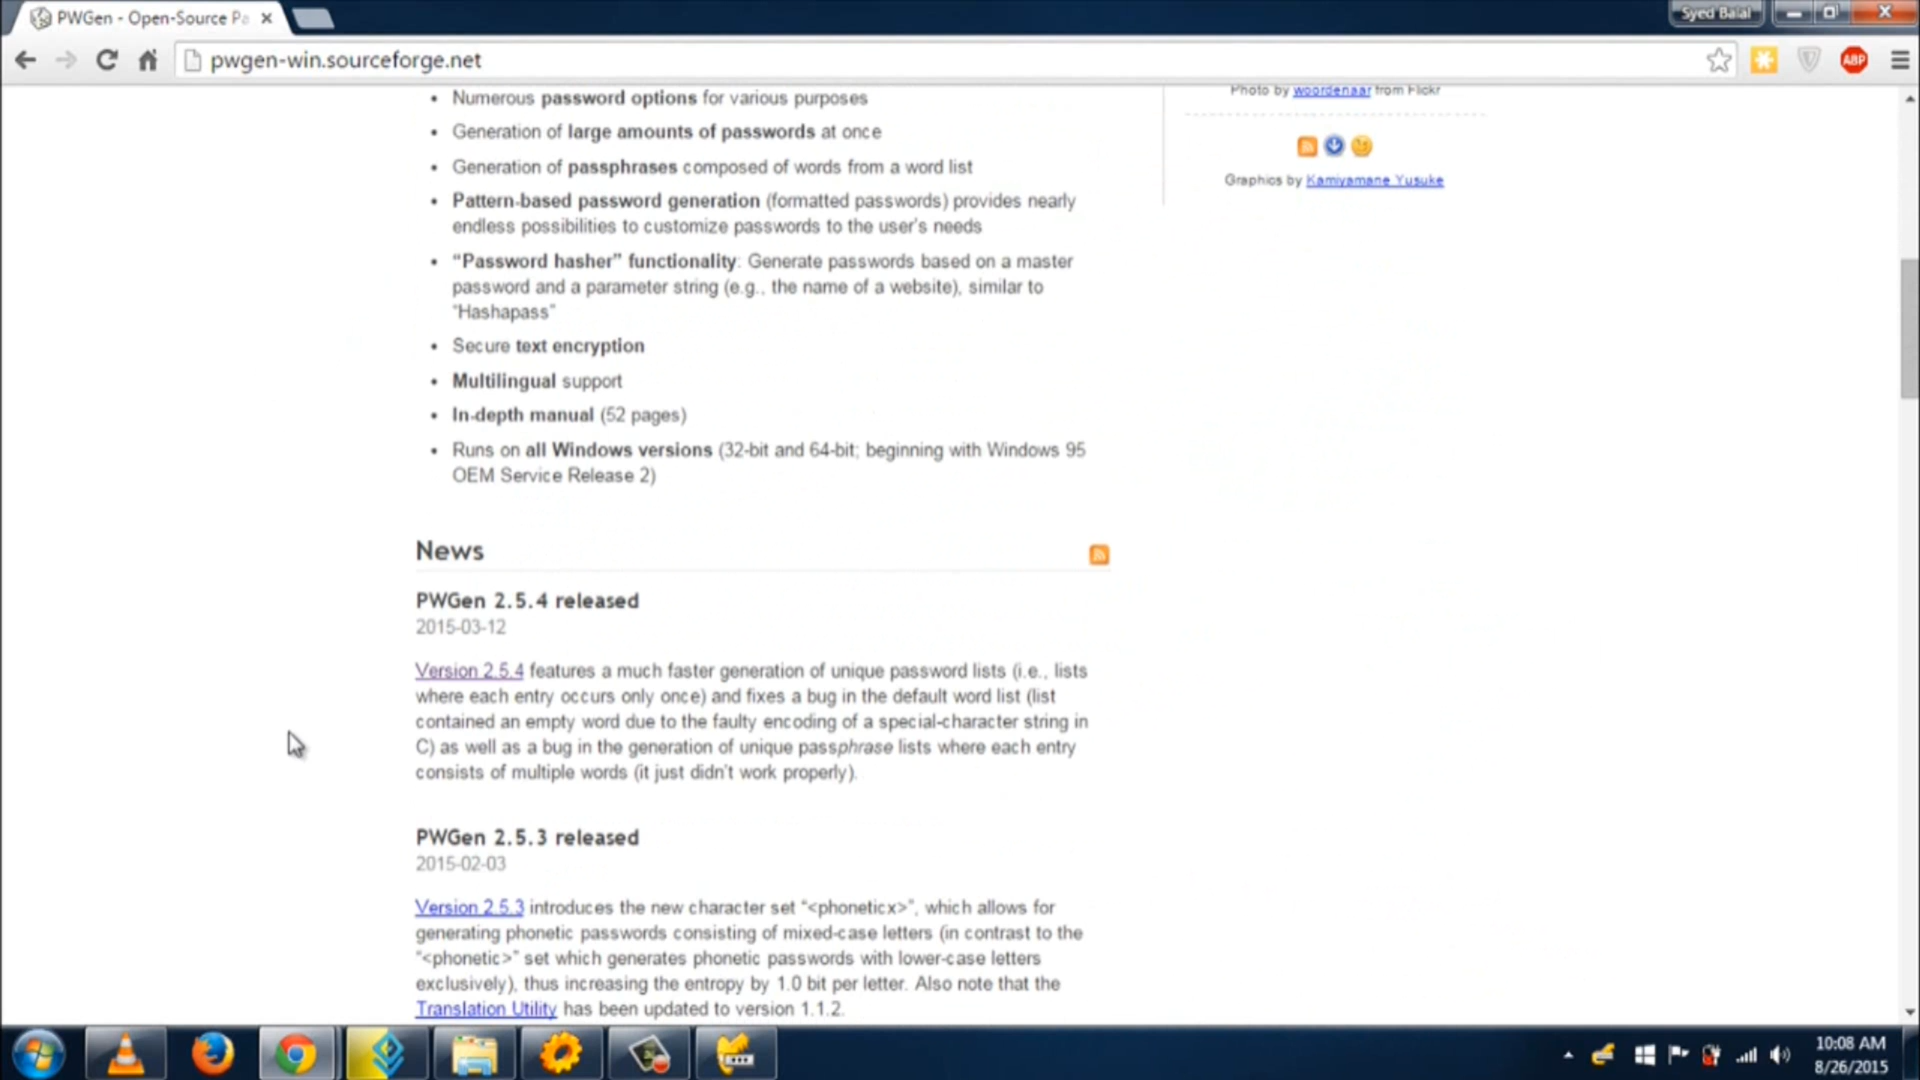 PWGen - Open-Source Pa
Syed Balal
pwgen-win.sourceforge.net
ABP
• Numerous password options for various purposes
• Generation of large amounts of passwords at once
• Generation of passphrases composed of words from a word list
• Pattern-based password generation (formatted passwords) provides nearly
endless possibilities to customize passwords to the user's needs
• “Password hasher” functionality: Generate passwords based on a master
password and a parameter string (e.g., the name of a website), similar to
“Hashapass”
• Secure text encryption
• Multilingual support
• In-depth manual (52 pages)
• Runs on all Windows versions (32-bit and 64-bit; beginning with Windows 95
OEM Service Release 2)
Photo by woordenaar from Flickr
Graphics by Kamiyamane Yusuke
News
PWGen 2.5.4 released
2015-03-12
Version 2.5.4 features a much faster generation of unique password lists (i.e., lists
where each entry occurs only once) and fixes a bug in the default word list (list
contained an empty word due to the faulty encoding of a special-character string in
C) as well as a bug in the generation of unique passphrase lists where each entry
consists of multiple words (it just didn't work properly).
PWGen 2.5.3 released
2015-02-03
Version 2.5.3 introduces the new character set “<phoneticx>”, which allows for
generating phonetic passwords consisting of mixed-case letters (in contrast to the
“<phonetic>” set which generates phonetic passwords with lower-case letters
exclusively), thus increasing the entropy by 1.0 bit per letter. Also note that the
Translation Utility has been updated to version 1.1.2.
10:08 AM
8/26/2015